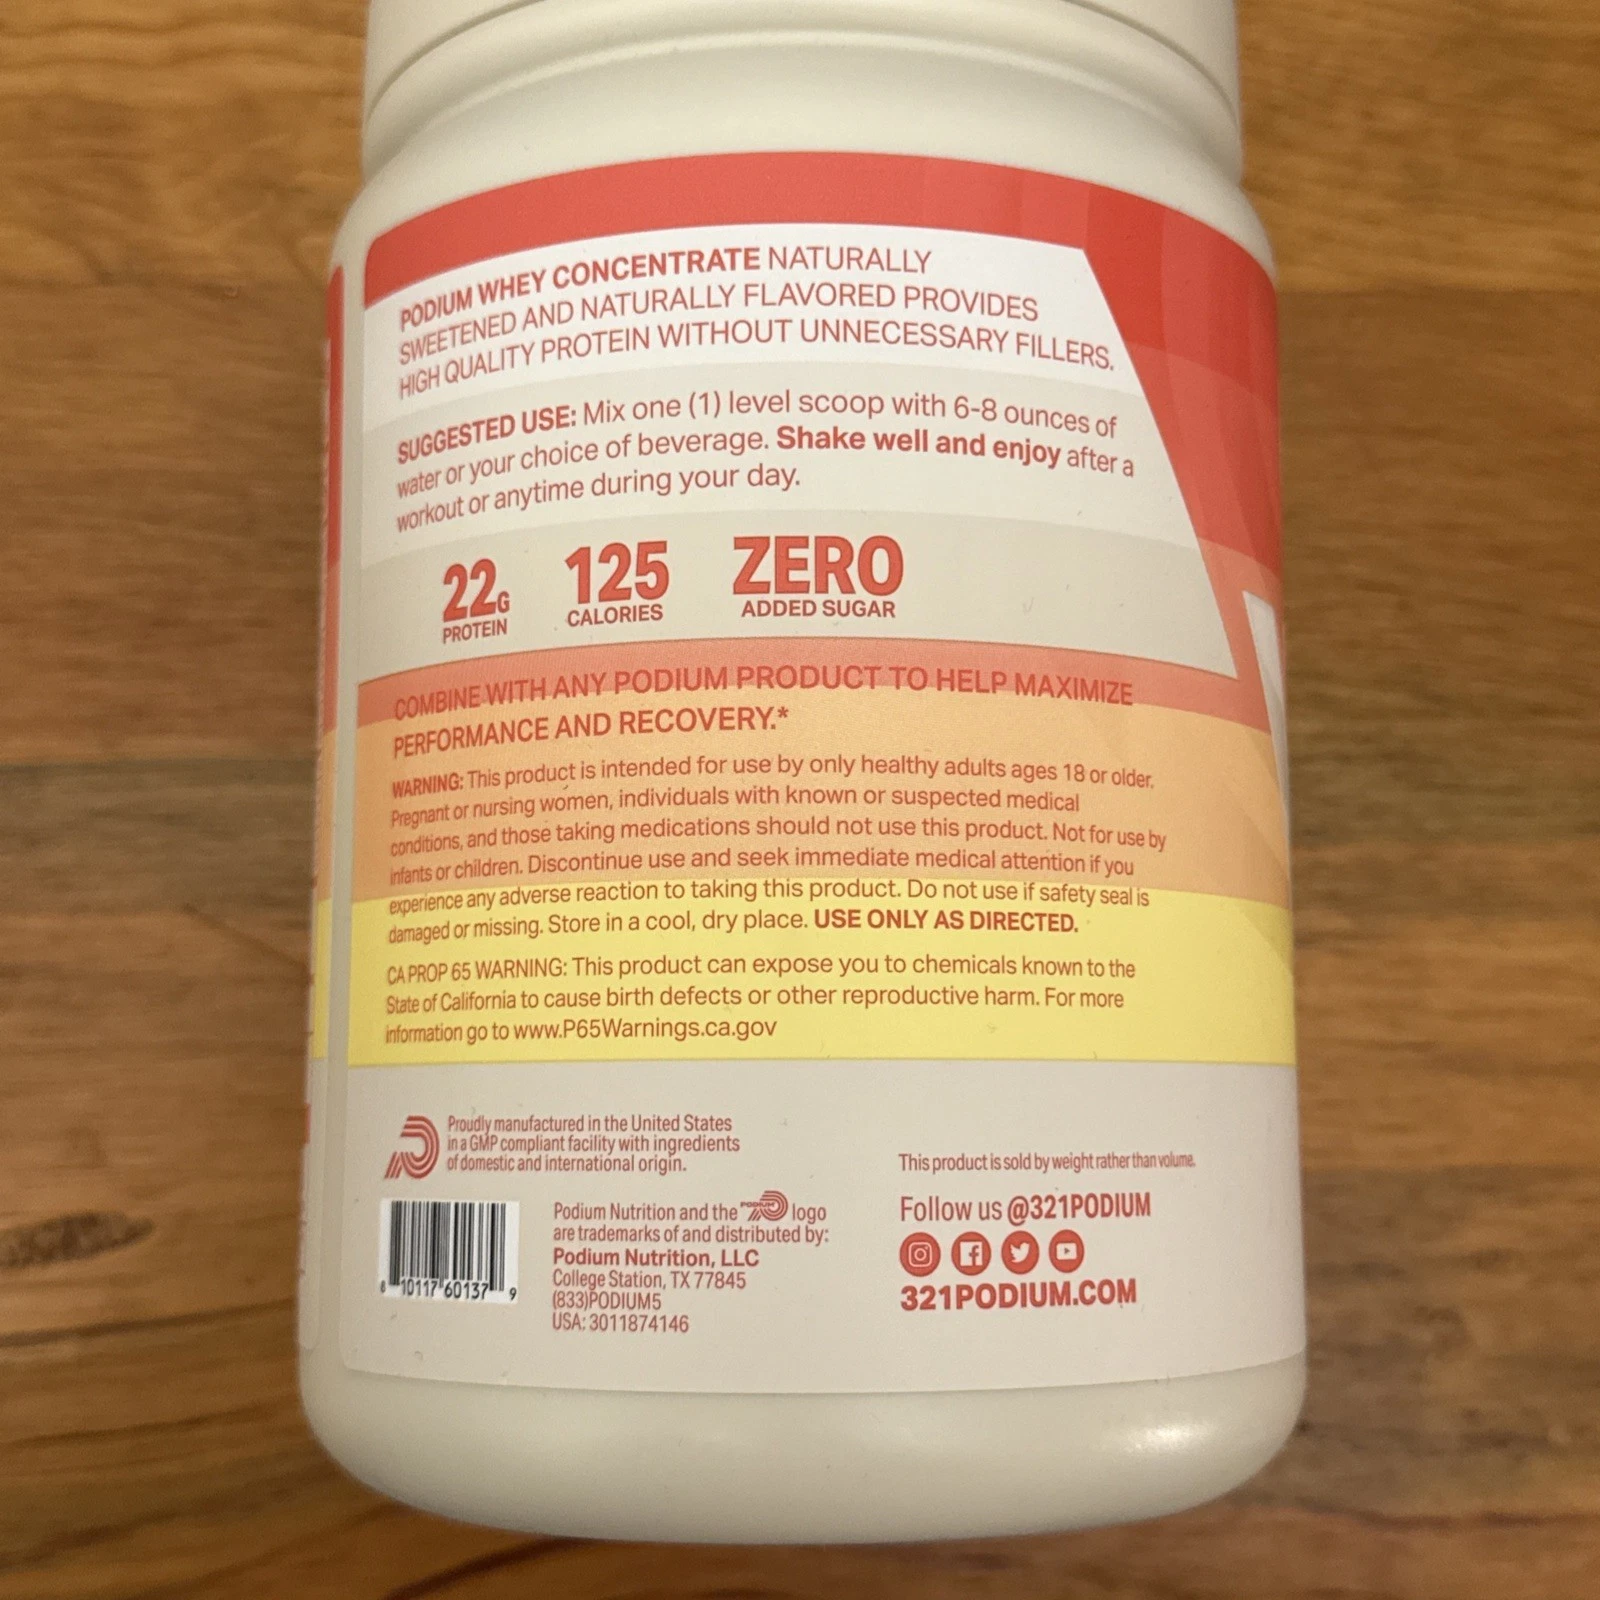 PODIUM WHEY CONCENTRATE NATURALLY
SWEETENED AND NATURALLY FLAVORED PROVIDES
HIGH QUALITY PROTEIN WITHOUT UNNECESSARY FILLERS.
SUGGESTED USE: Mix one (1) level scoop with 6-8 ounces of
water or your choice of beverage. Shake well and enjoy after a
workout or anytime during your day.
22G
PROTEIN
125
CALORIES
ZERO
ADDED SUGAR
COMBINE WITH ANY PODIUM PRODUCT TO HELP MAXIMIZE
PERFORMANCE AND RECOVERY.*
WARNING: This product is intended for use by only healthy adults ages 18 or older.
Pregnant or nursing women, individuals with known or suspected medical
conditions, and those taking medications should not use this product. Not for use by
infants or children. Discontinue use and seek immediate medical attention if you
experience any adverse reaction to taking this product. Do not use if safety seal is
damaged or missing. Store in a cool, dry place. USE ONLY AS DIRECTED.
CA PROP 65 WARNING: This product can expose you to chemicals known to the
State of California to cause birth defects or other reproductive harm. For more
information go to www.P65Warnings.ca.gov
Proudly manufactured in the United States
in a GMP compliant facility with ingredients
of domestic and international origin.
8 10117 60137 9
Podium Nutrition and the PODIUM logo
are trademarks of and distributed by:
Podium Nutrition, LLC
College Station, TX 77845
(833)PODIUM5
USA: 3011874146
This product is sold by weight rather than volume.
Follow us @321PODIUM
321PODIUM.COM